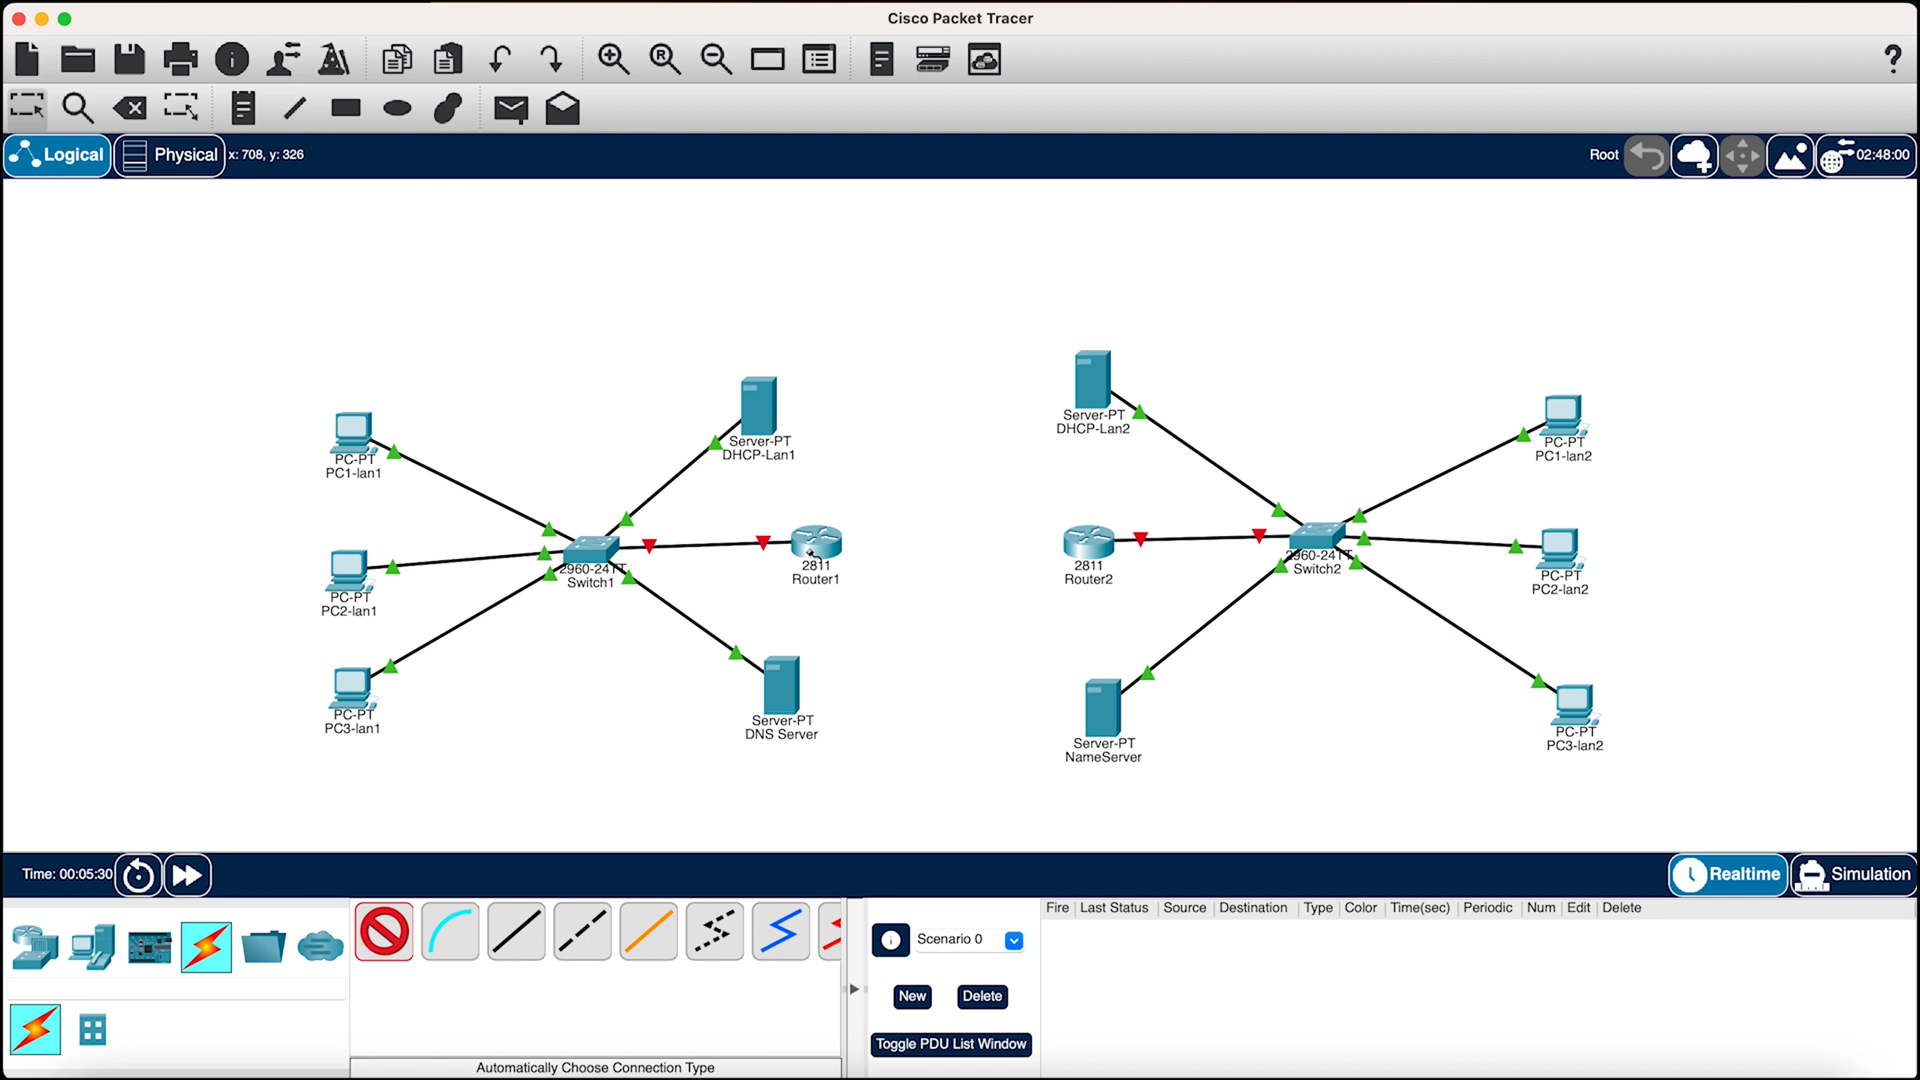 Cisco Packet Tracer
R
?
Logical
Physical
x: 708, y: 326
Root
02:48:00
Server-PT
DHCP-Lan2
Server-PT
DHCP-Lan1
PC-PT
PC1-lan1
PC-PT
PC1-lan2
2960-24TT
Switch1
2811
Router1
2811
Router2
2960-24TT
Switch2
PC-PT
PC2-lan1
PC-PT
PC2-lan2
PC-PT
PC3-lan1
Server-PT
DNS Server
Server-PT
NameServer
PC-PT
PC3-lan2
Time: 00:05:30
Realtime
Simulation
Scenario 0
New
Delete
Toggle PDU List Window
Fire Last Status Source Destination Type Color Time(sec) Periodic Num Edit Delete
Automatically Choose Connection Type